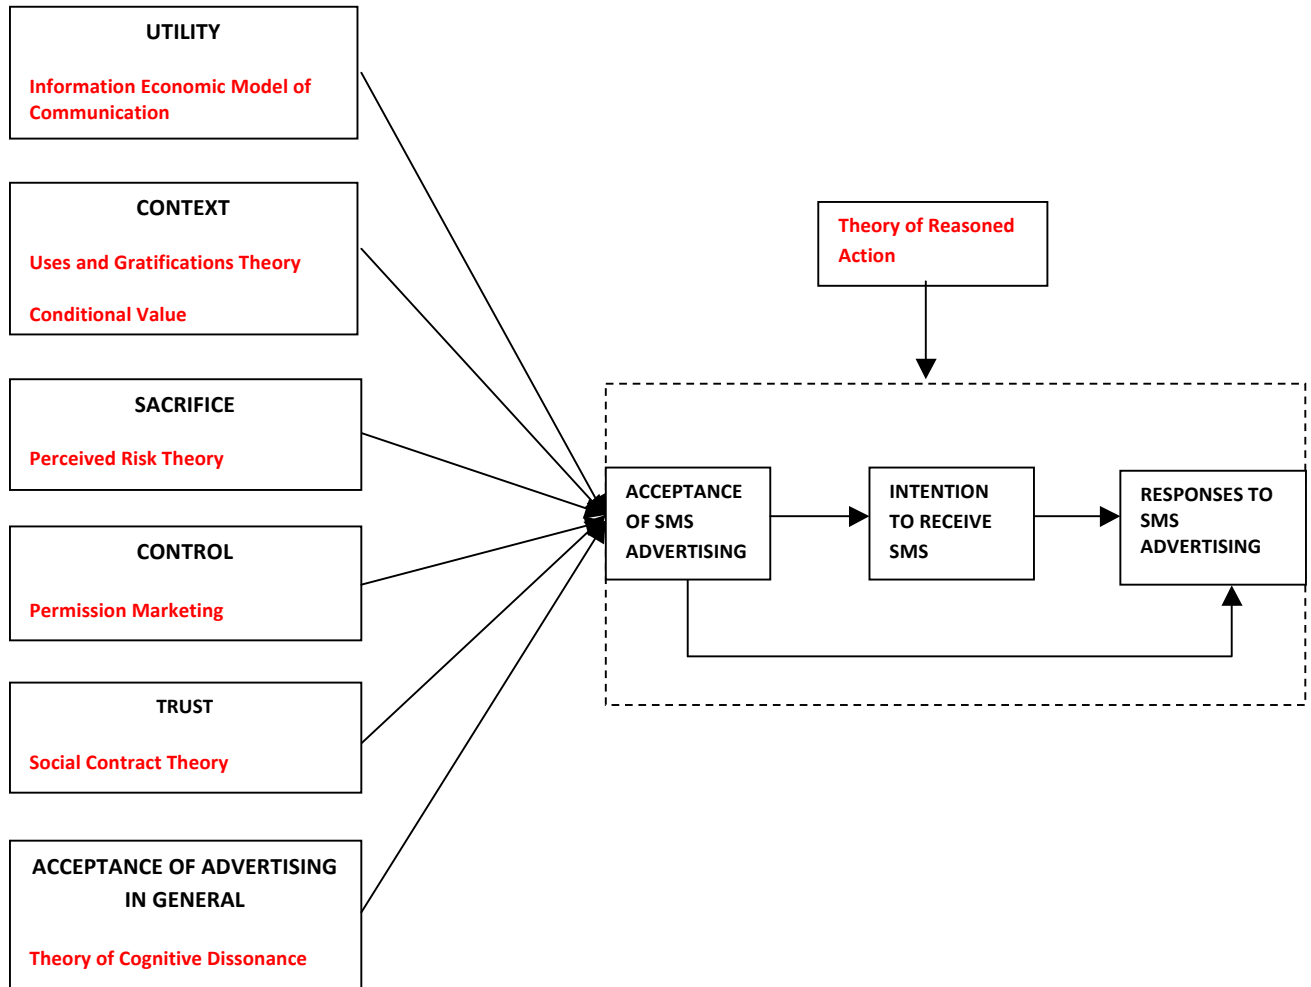 UTILITY
Information Economic Model of
Communication
CONTEXT
Uses and Gratifications Theory
Conditional Value
SACRIFICE
Perceived Risk Theory
CONTROL
Permission Marketing
TRUST
Social Contract Theory
ACCEPTANCE OF ADVERTISING
IN GENERAL
Theory of Cognitive Dissonance
Theory of Reasoned
Action
ACCEPTANCE
OF SMS
ADVERTISING
INTENTION
TO RECEIVE
SMS
RESPONSES TO
SMS
ADVERTISING